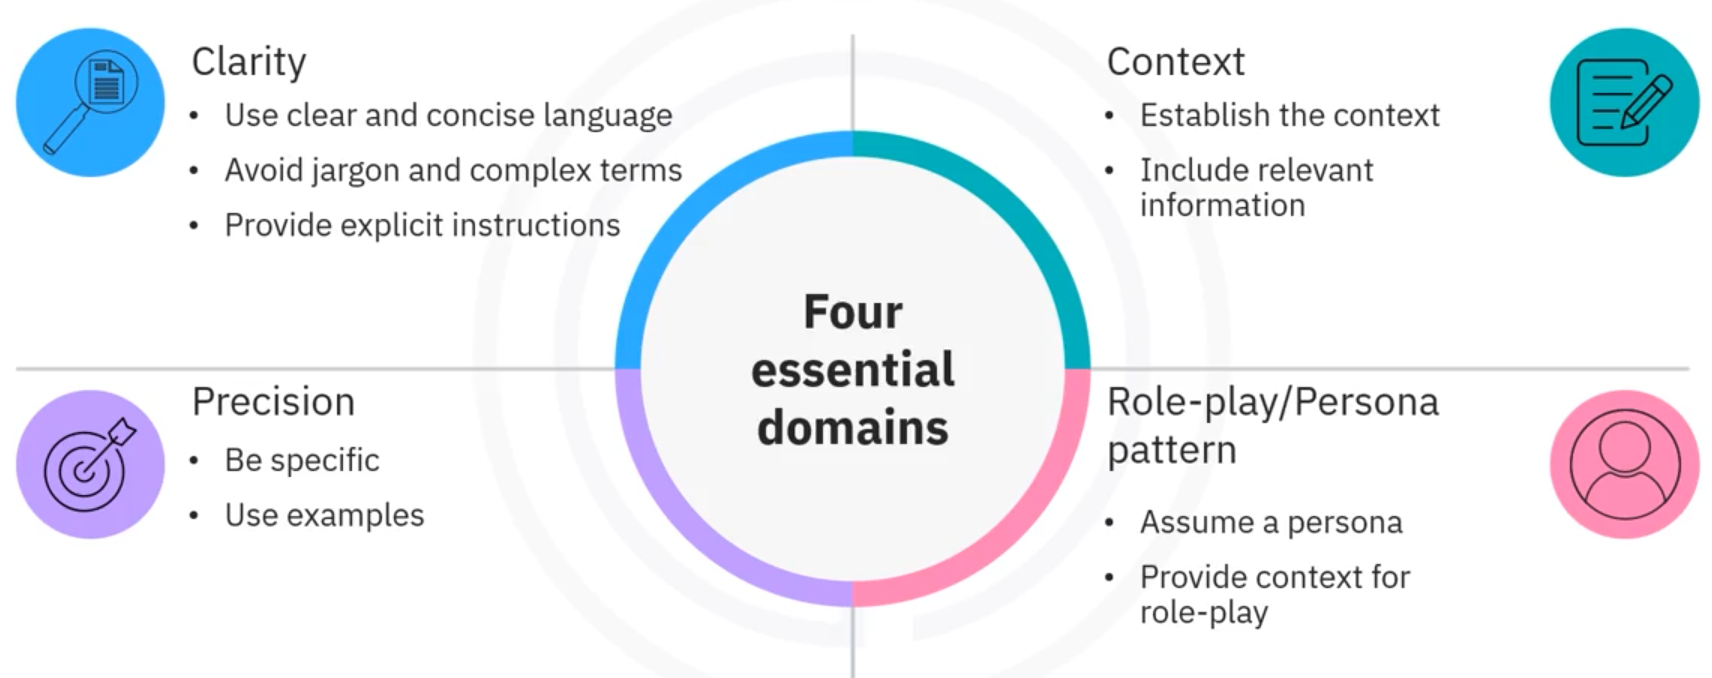 Clarity
• Use clear and concise language
• Avoid jargon and complex terms
• Provide explicit instructions
Context
• Establish the context
• Include relevant
information
Four
essential
domains
Precision
• Be specific
• Use examples
Role-play/Persona
pattern
• Assume a persona
• Provide context for
role-play